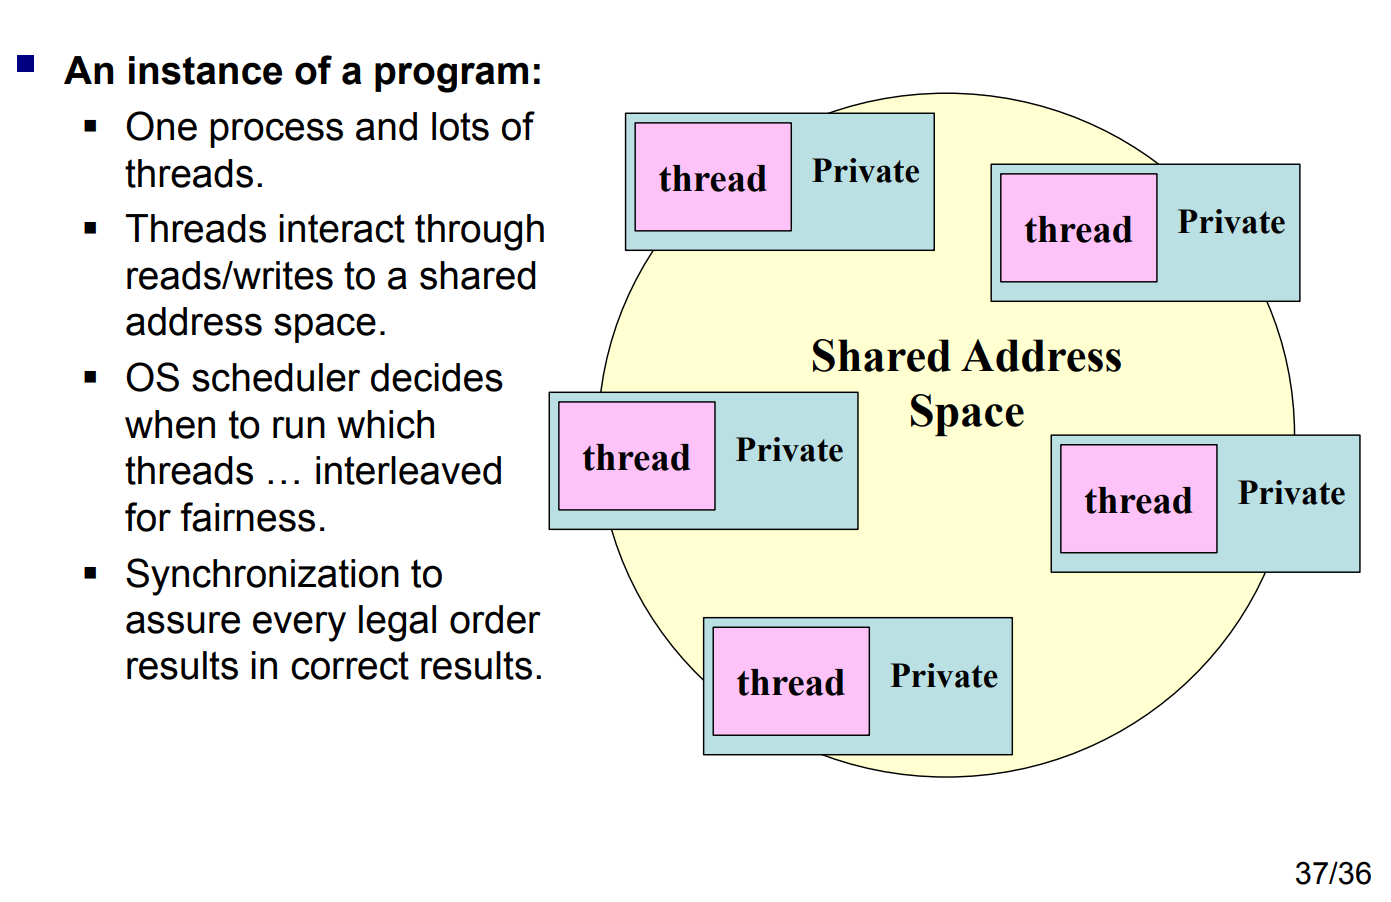 An instance of a program:
One process and lots of
threads.
Threads interact through
reads/writes to a shared
address space.
OS scheduler decides
when to run which
threads … interleaved
for fairness.
Synchronization to
assure every legal order
results in correct results.
thread Private
thread Private
Shared Address
Space
thread Private
thread Private
thread Private
37/36